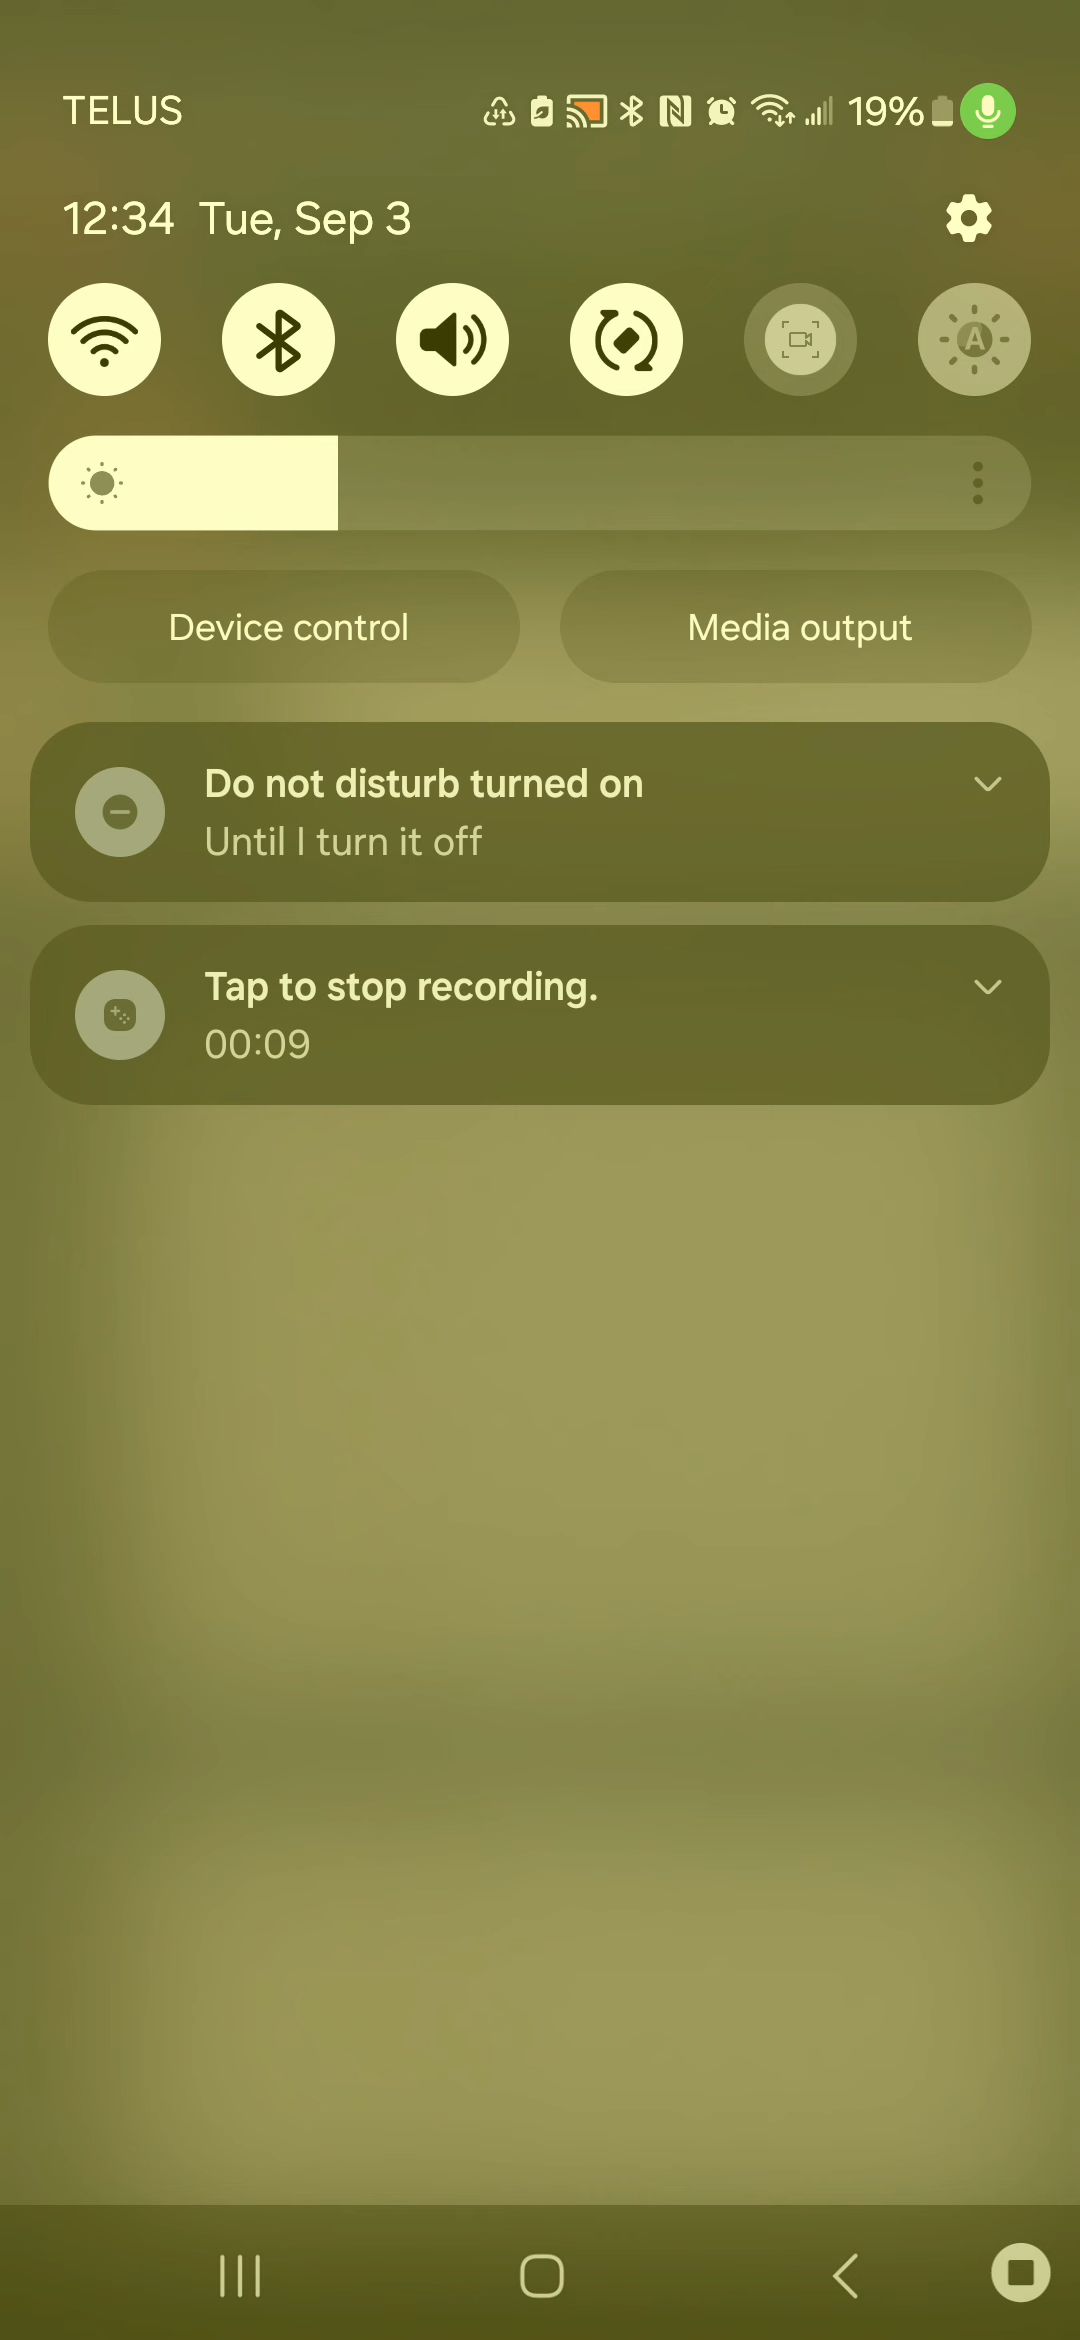 TELUS 19%
12:34 Tue, Sep 3
A
Device control Media output
Do not disturb turned on
Until I turn it off
Tap to stop recording.
00:09